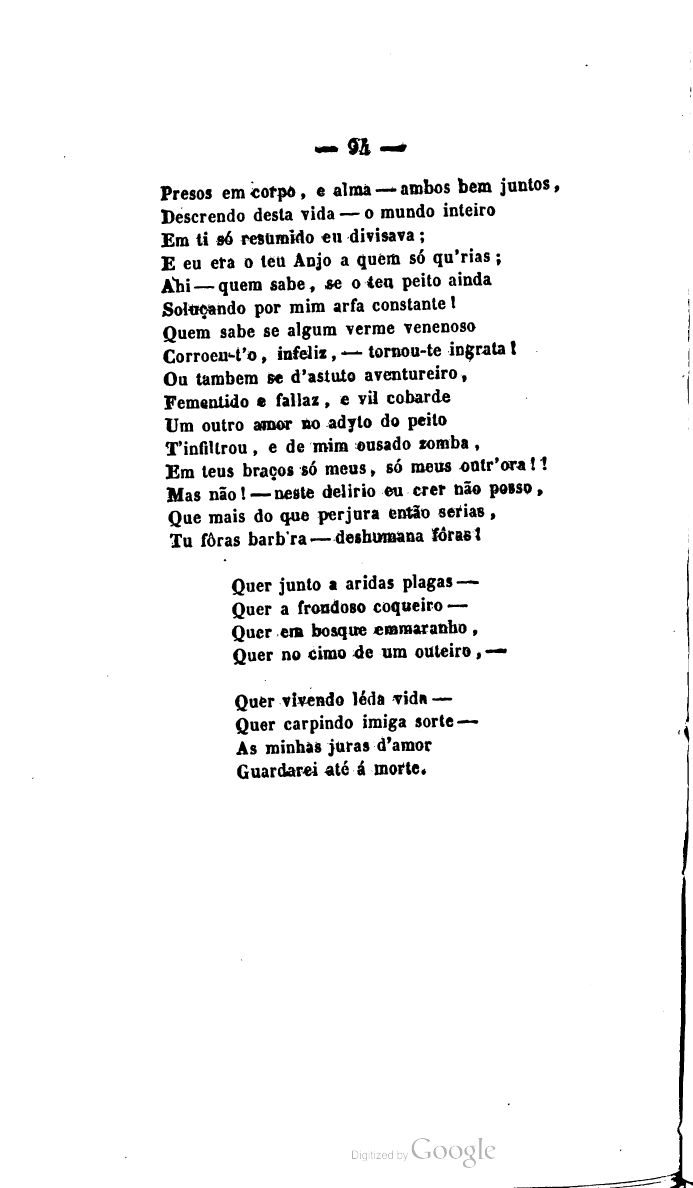 — 94 —
Presos em corpo, e alma — ambos bem juntos,
Descrendo desta vida — o mundo inteiro
Em ti só resumido eu divisava;
E eu era o teu Anjo a quem só qu'rias;
Ahi — quem sabe, se o teu peito ainda
Soluçando por mim arfa constante!
Quem sabe se algum verme venenoso
Corroeu-t'o, infeliz, — tornou-te ingrata!
Ou tambem se d'astuto aventureiro,
Fementido e fallaz, e vil cobarde
Um outro amor no adyto do peito
T'infiltrou, e de mim ousado zomba,
Em teus braços só meus, só meus outr'ora!!
Mas não! — neste delirio eu crer não posso,
Que mais do que perjura então serias,
Tu fôras barb'ra — deshumana fôras!
Quer junto a aridas plagas —
Quer a frondoso coqueiro —
Quer em bosque emmaranho,
Quer no cimo de um outeiro, —
Quer vivendo léda vida —
Quer carpindo imiga sorte —
As minhas juras d'amor
Guardarei até á morte.
Digitized by Google